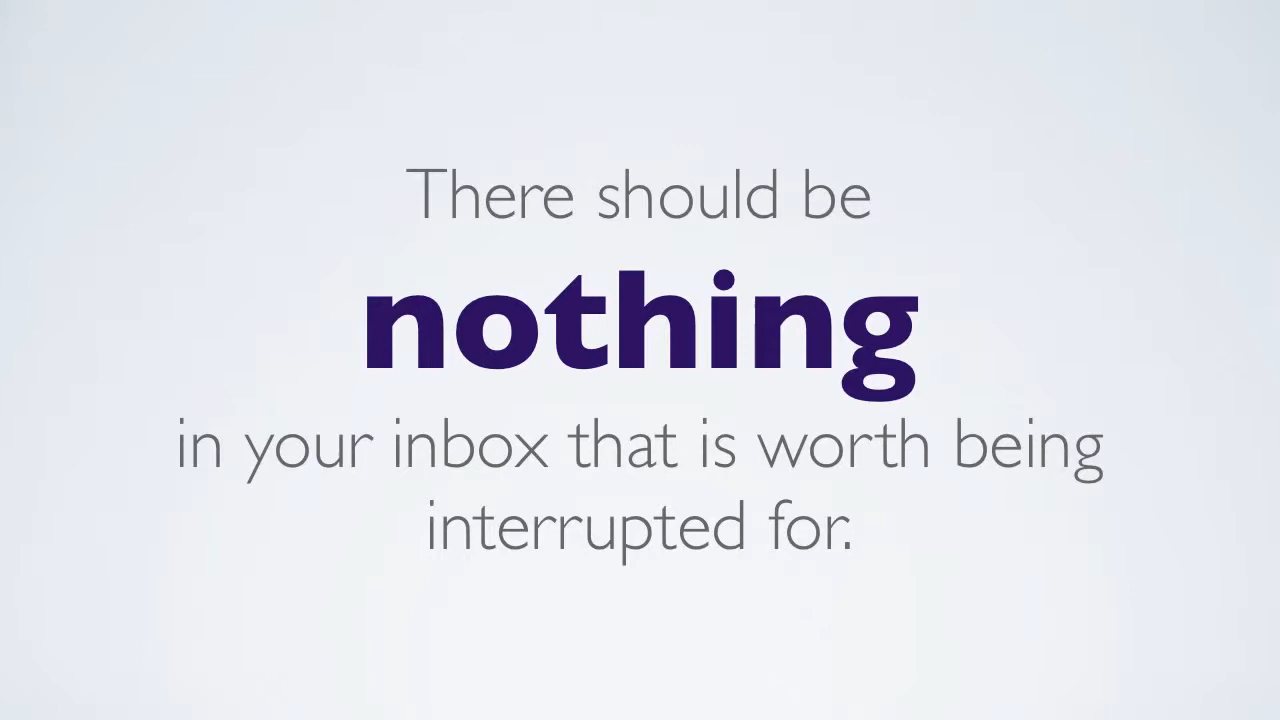 There should be
nothing
in your inbox that is worth being
interrupted for.